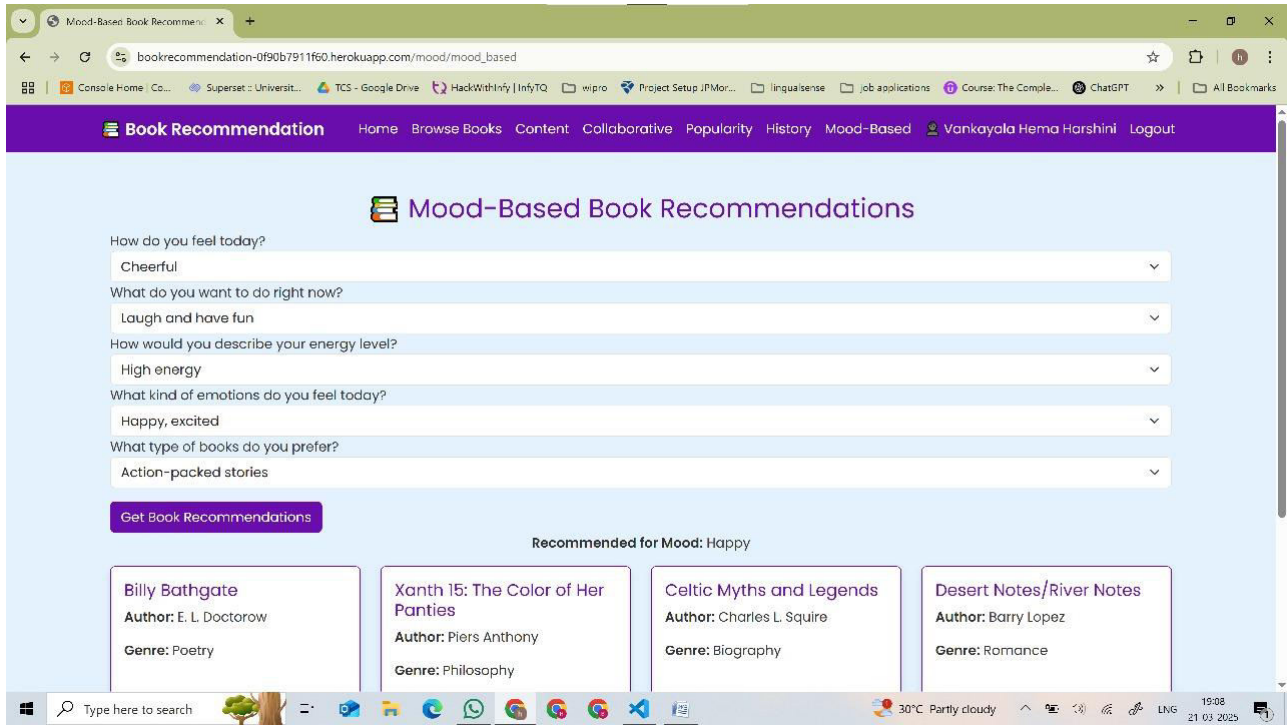 Mood-Based Book Recommend
bookrecommendation-0f90b7911f60.herokuapp.com/mood/mood_based
h
Console Home | Co... Superset :: Universit... TCS - Google Drive HackWithInfy | InfyTQ wipro Project Setup JPMor... lingualsense job applications Course: The Comple... ChatGPT » All Bookmarks
Book Recommendation Home Browse Books Content Collaborative Popularity History Mood-Based Vankayala Hema Harshini Logout
Mood-Based Book Recommendations
How do you feel today?
Cheerful
What do you want to do right now?
Laugh and have fun
How would you describe your energy level?
High energy
What kind of emotions do you feel today?
Happy, excited
What type of books do you prefer?
Action-packed stories
Get Book Recommendations
Recommended for Mood: Happy
Billy Bathgate
Author: E. L. Doctorow
Genre: Poetry
Xanth 15: The Color of Her
Panties
Author: Piers Anthony
Genre: Philosophy
Celtic Myths and Legends
Author: Charles L. Squire
Genre: Biography
Desert Notes/River Notes
Author: Barry Lopez
Genre: Romance
Type here to search
30°C Partly cloudy
LNG
19:08